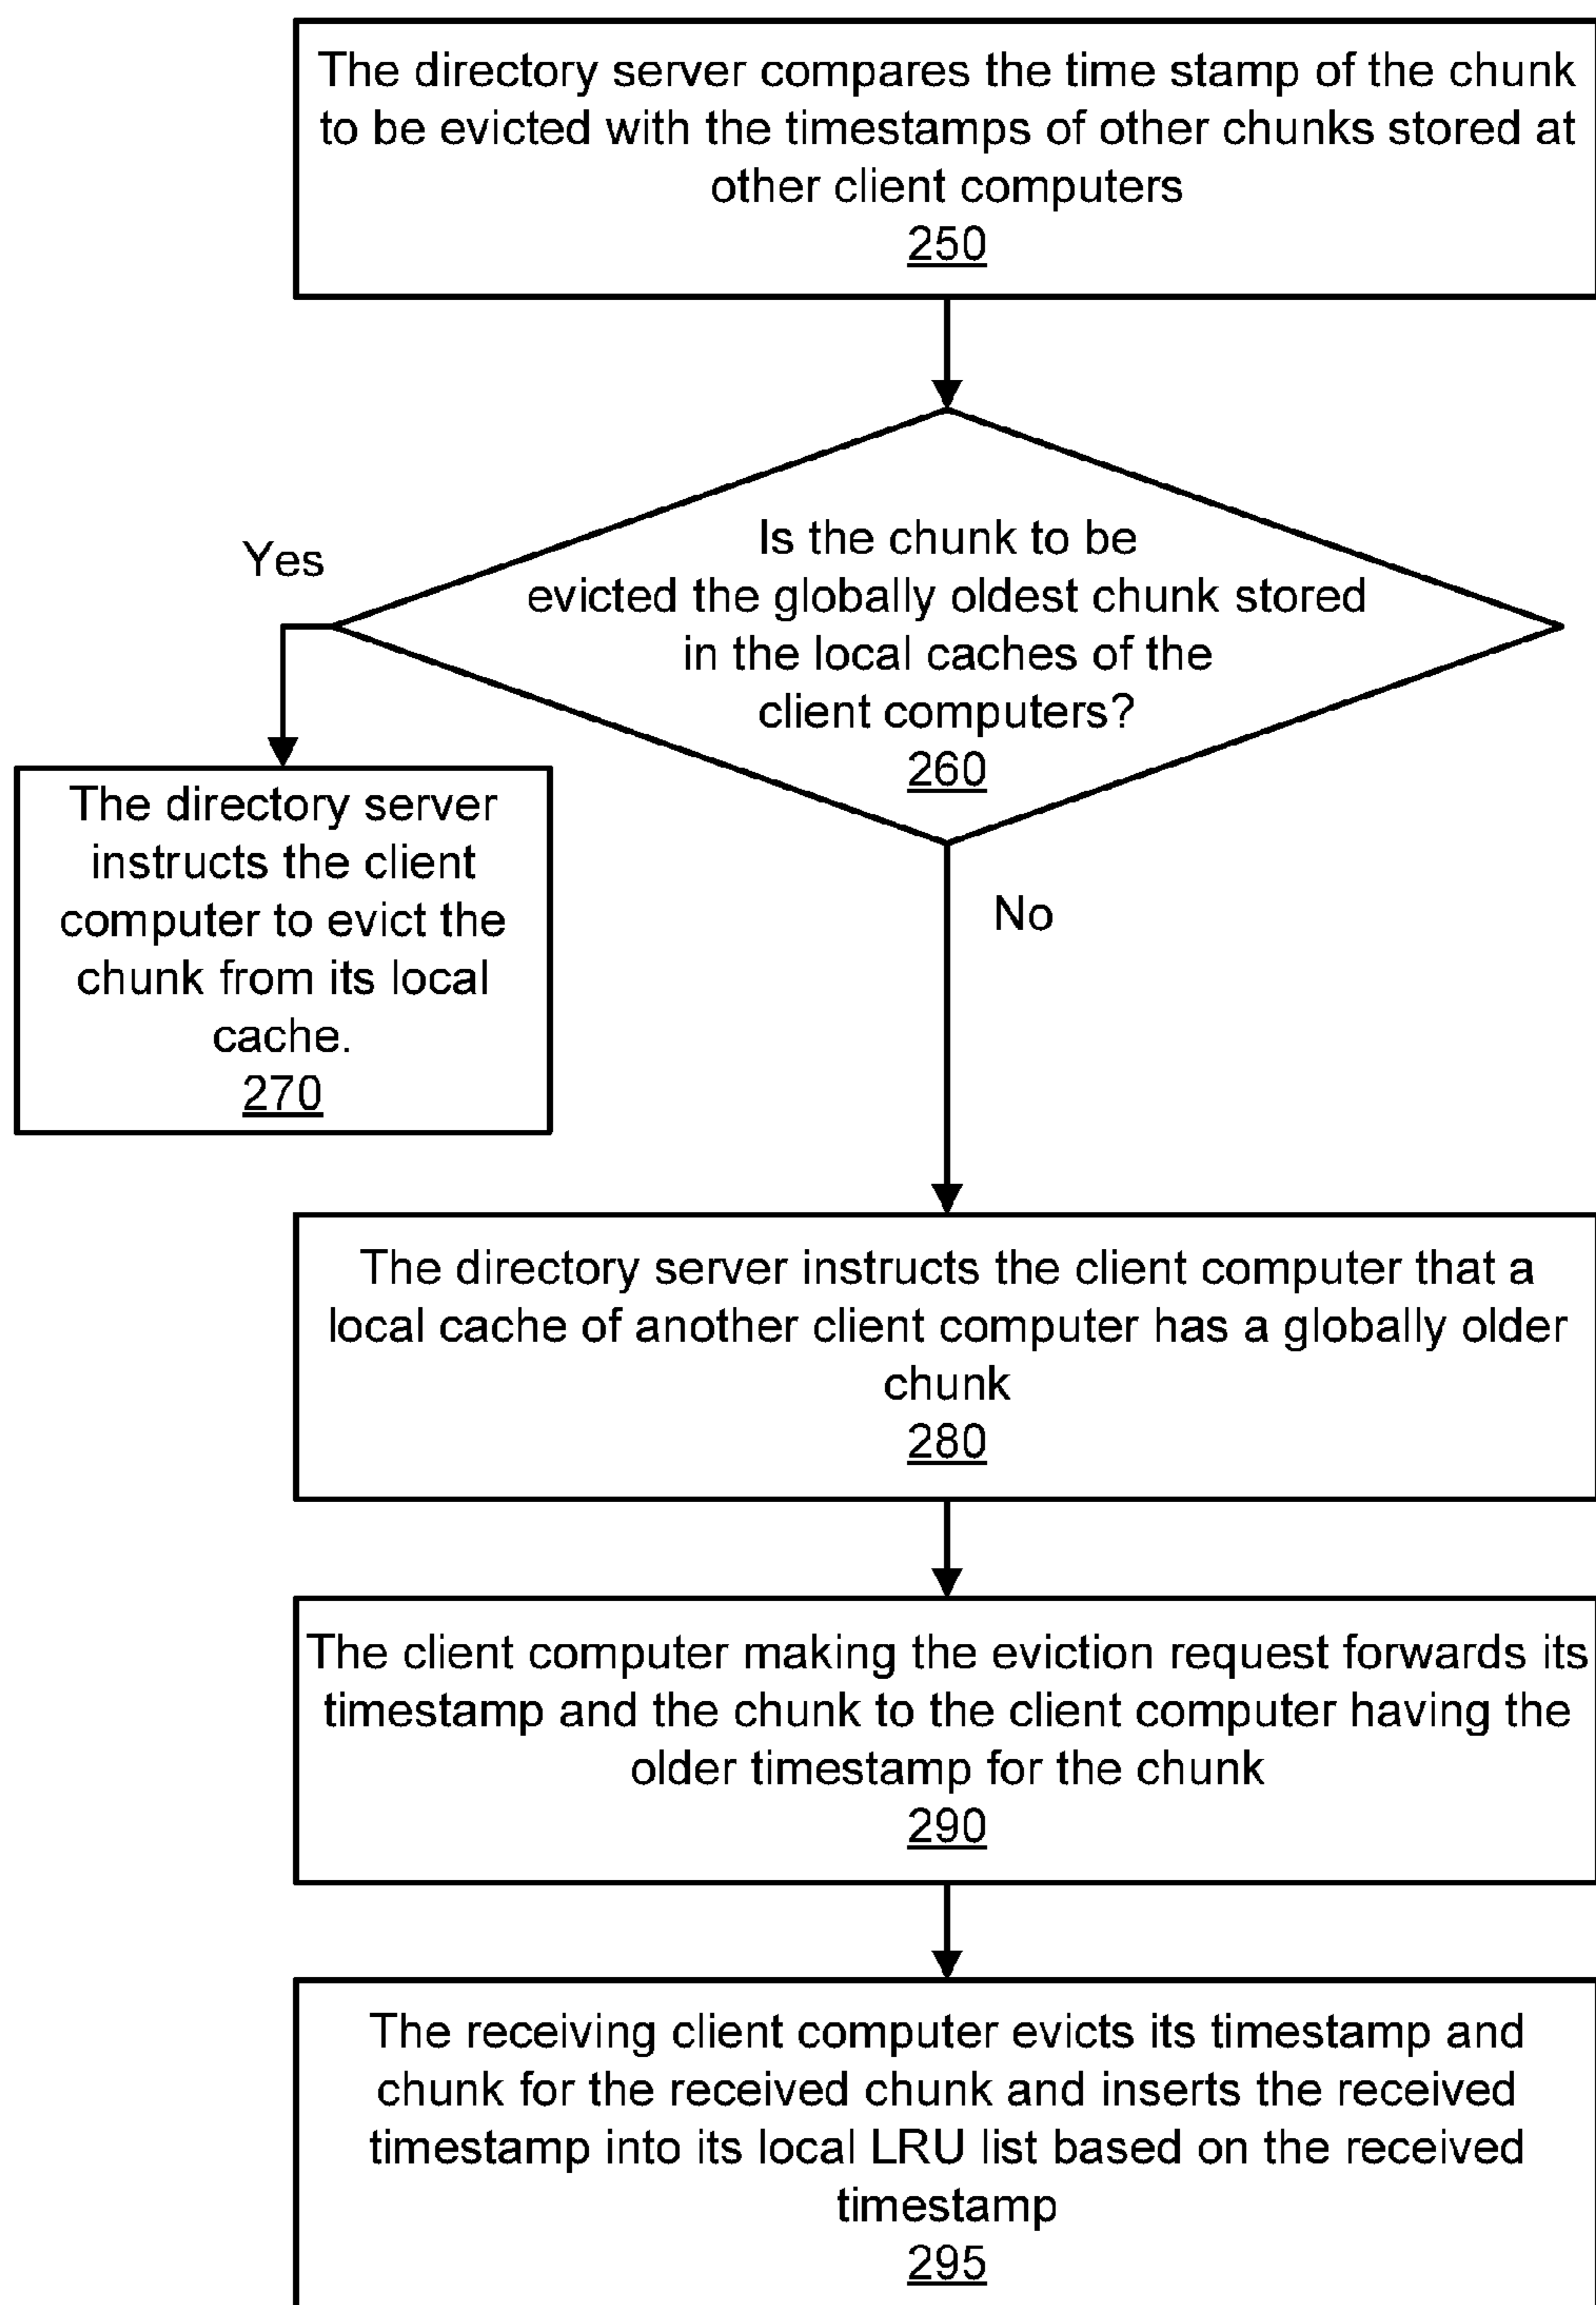 The directory server compares the time stamp of the chunk
to be evicted with the timestamps of other chunks stored at
other client computers
250
Is the chunk to be
evicted the globally oldest chunk stored
in the local caches of the
client computers?
260
Yes
The directory server
instructs the client
computer to evict the
chunk from its local
cache.
270
No
The directory server instructs the client computer that a
local cache of another client computer has a globally older
chunk
280
The client computer making the eviction request forwards its
timestamp and the chunk to the client computer having the
older timestamp for the chunk
290
The receiving client computer evicts its timestamp and
chunk for the received chunk and inserts the received
timestamp into its local LRU list based on the received
timestamp
295